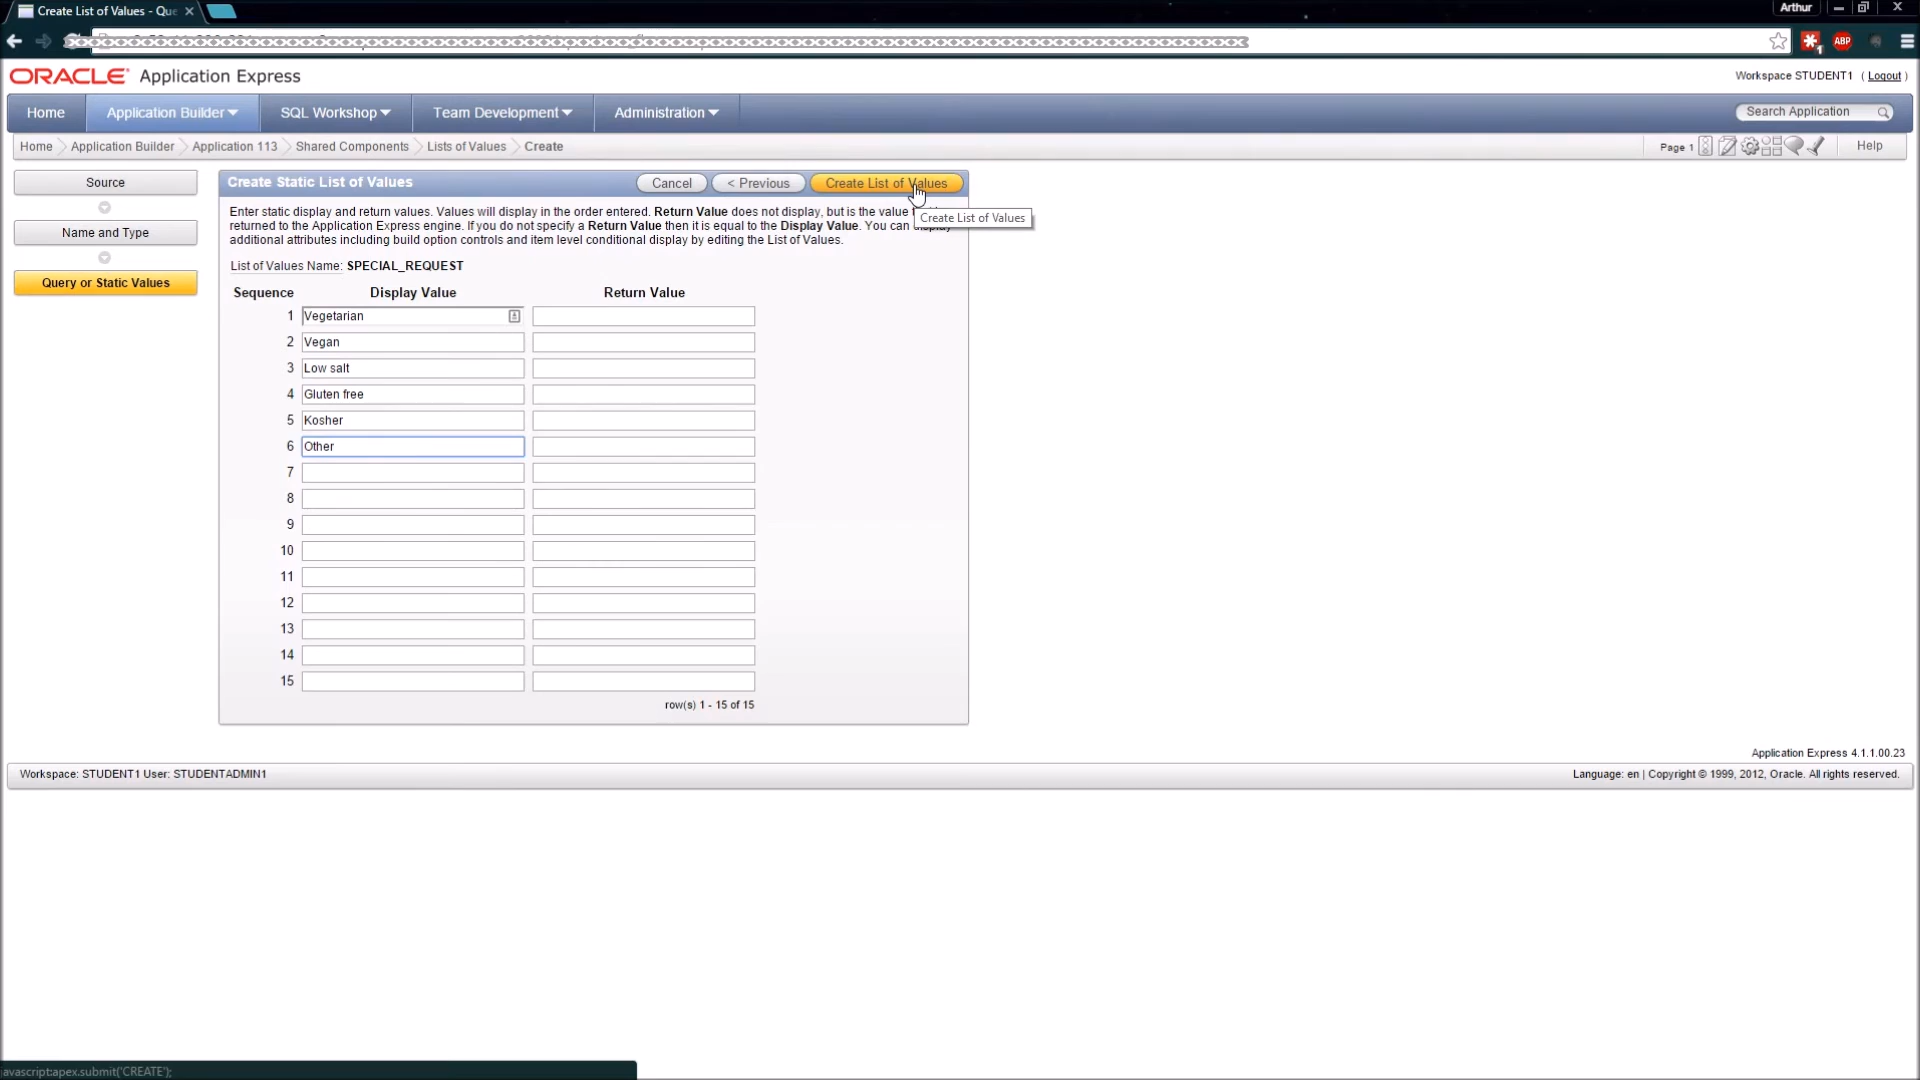 Create List of Values - Que
Arthur
ABP
1
ORACLE Application Express
Workspace STUDENT1 ( Logout )
Home Application Builder SQL Workshop Team Development Administration
Search Application
Home Application Builder Application 113 Shared Components Lists of Values Create
Page 1 Help
Source
Name and Type
Query or Static Values
Create Static List of Values
Cancel < Previous Create List of Values
Enter static display and return values. Values will display in the order entered. Return Value does not display, but is the value
returned to the Application Express engine. If you do not specify a Return Value then it is equal to the Display Value. You can display
additional attributes including build option controls and item level conditional display by editing the List of Values.
Create List of Values
List of Values Name: SPECIAL_REQUEST
Sequence Display Value Return Value
1 Vegetarian
2 Vegan
3 Low salt
4 Gluten free
5 Kosher
6 Other
7
8
9
10
11
12
13
14
15
row(s) 1 - 15 of 15
Application Express 4.1.1.00.23
Workspace: STUDENT1 User: STUDENTADMIN1
Language: en | Copyright © 1999, 2012, Oracle. All rights reserved.
javascript:apex.submit('CREATE');